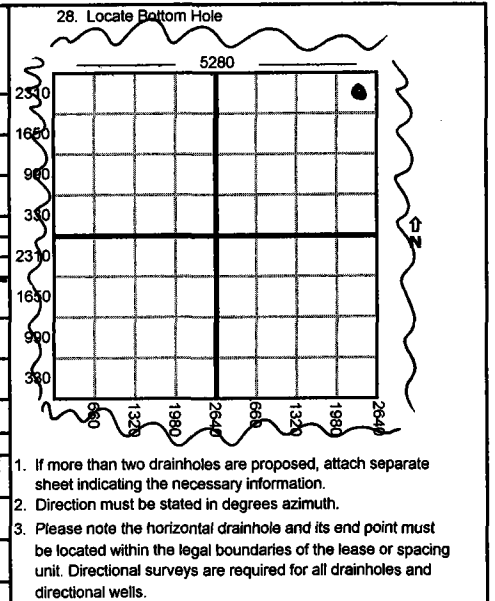 28. Locate Bottom Hole
5280
2310
1650
990
330
2310
1650
990
330
N
660
1320
1980
2640
660
1320
1980
2640
1. If more than two drainholes are proposed, attach separate
sheet indicating the necessary information.
2. Direction must be stated in degrees azimuth.
3. Please note the horizontal drainhole and its end point must
be located within the legal boundaries of the lease or spacing
unit. Directional surveys are required for all drainholes and
directional wells.